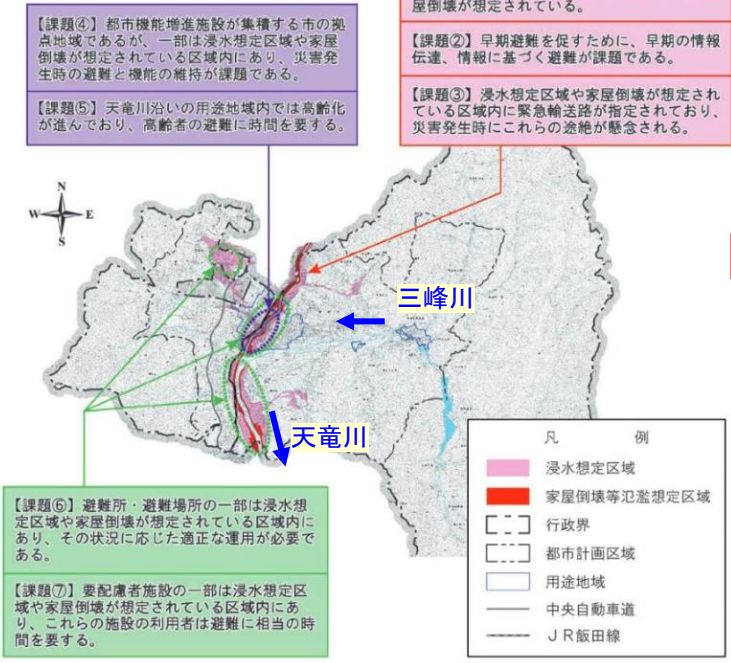 【課題④】都市機能増進施設が集積する市の拠
点地域であるが、一部は浸水想定区域や家屋
倒壊が想定されている区域内にあり、災害発
生時の避難と機能の維持が課題である。
【課題⑤】天竜川沿いの用途地域内では高齢化
が進んでおり、高齢者の避難に時間を要する。
屋倒壊が想定されている。
【課題②】早期避難を促すために、早期の情報
伝達、情報に基づく避難が課題である。
【課題③】浸水想定区域や家屋倒壊が想定され
ている区域内に緊急輸送路が指定されており、
災害発生時にこれらの途絶が懸念される。
N
W E
S
三峰川
天竜川
【課題⑥】避難所・避難場所の一部は浸水想
定区域や家屋倒壊が想定されている区域内に
あり、その状況に応じた適正な運用が必要で
ある。
【課題⑦】要配慮者施設の一部は浸水想定区
域や家屋倒壊が想定されている区域内にあ
り、これらの施設の利用者は避難に相当の時
間を要する。
凡 例
浸水想定区域
家屋倒壊等氾濫想定区域
行政界
都市計画区域
用途地域
中央自動車道
JR飯田線